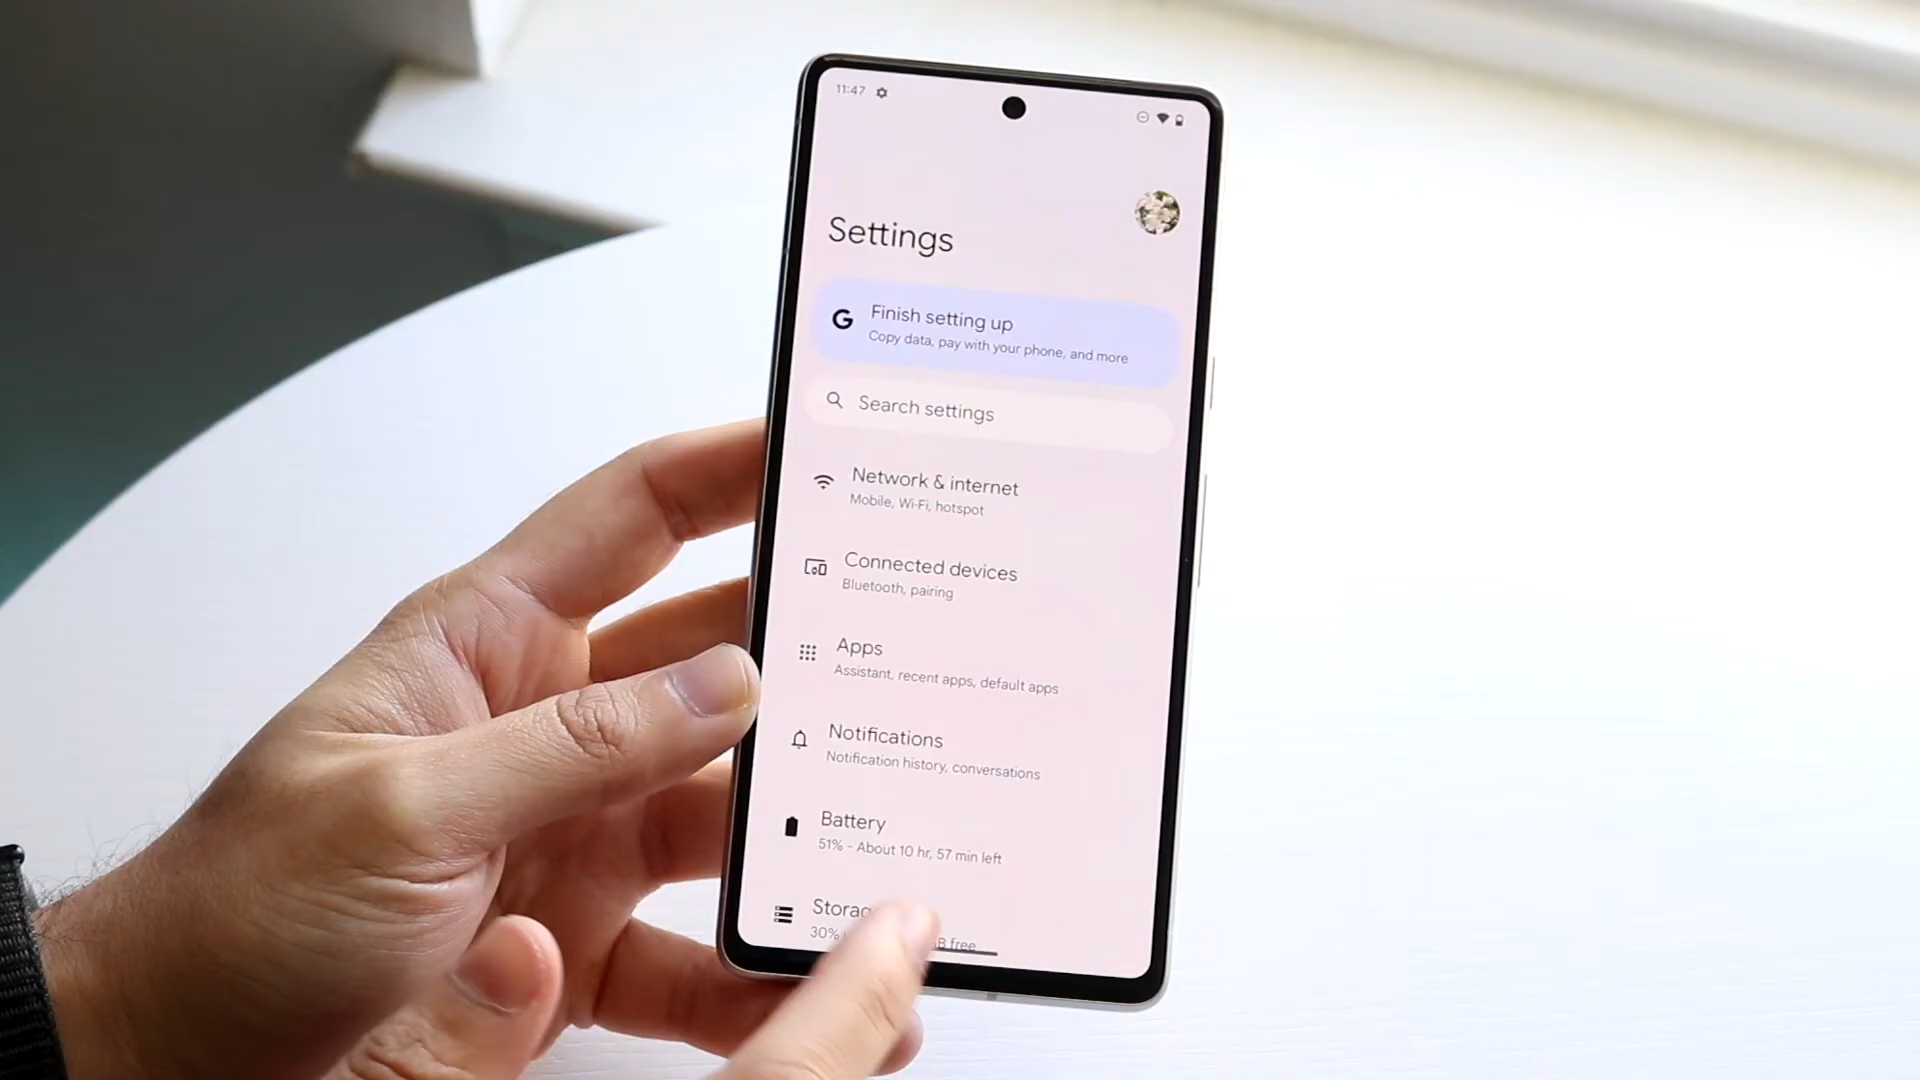 11:47
Settings
G
Finish setting up
Copy data, pay with your phone, and more
Search settings
Network & internet
Mobile, Wi-Fi, hotspot
Connected devices
Bluetooth, pairing
Apps
Assistant, recent apps, default apps
Notifications
Notification history, conversations
Battery
51% - About 10 hr, 57 min left
30% free